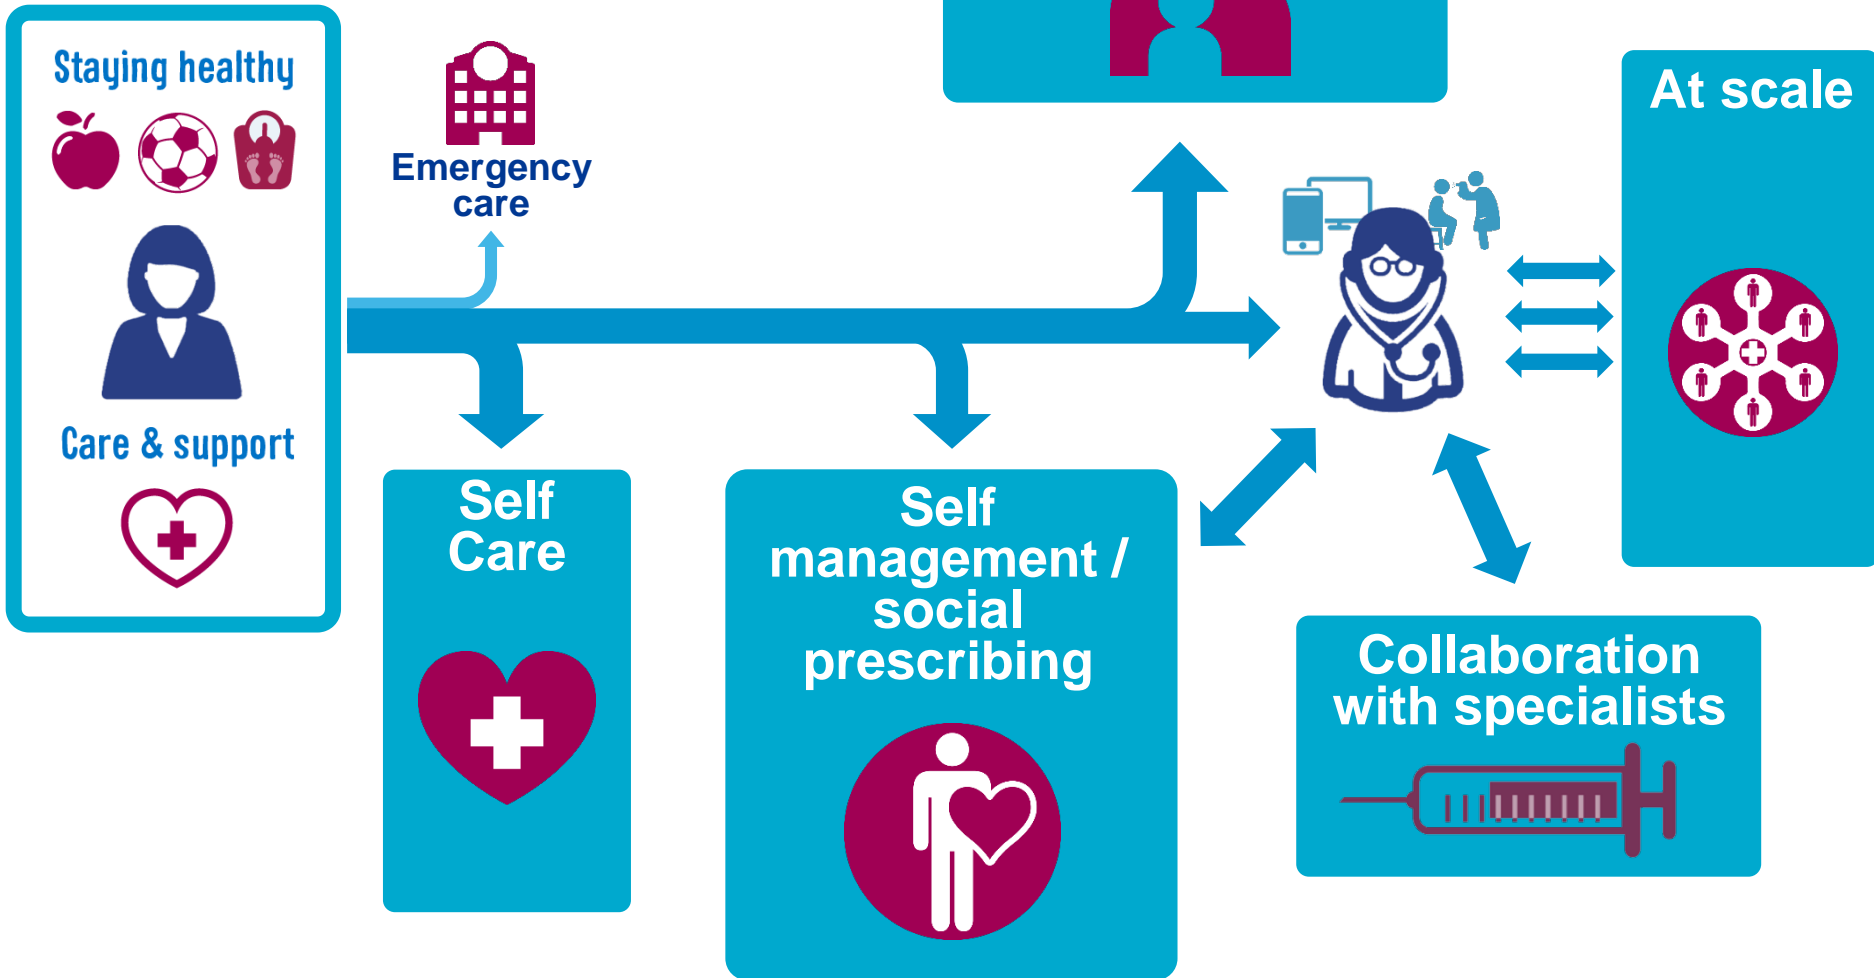 Staying healthy
Care & support
Emergency
care
Self
Care
Self
management /
social
prescribing
At scale
Collaboration
with specialists